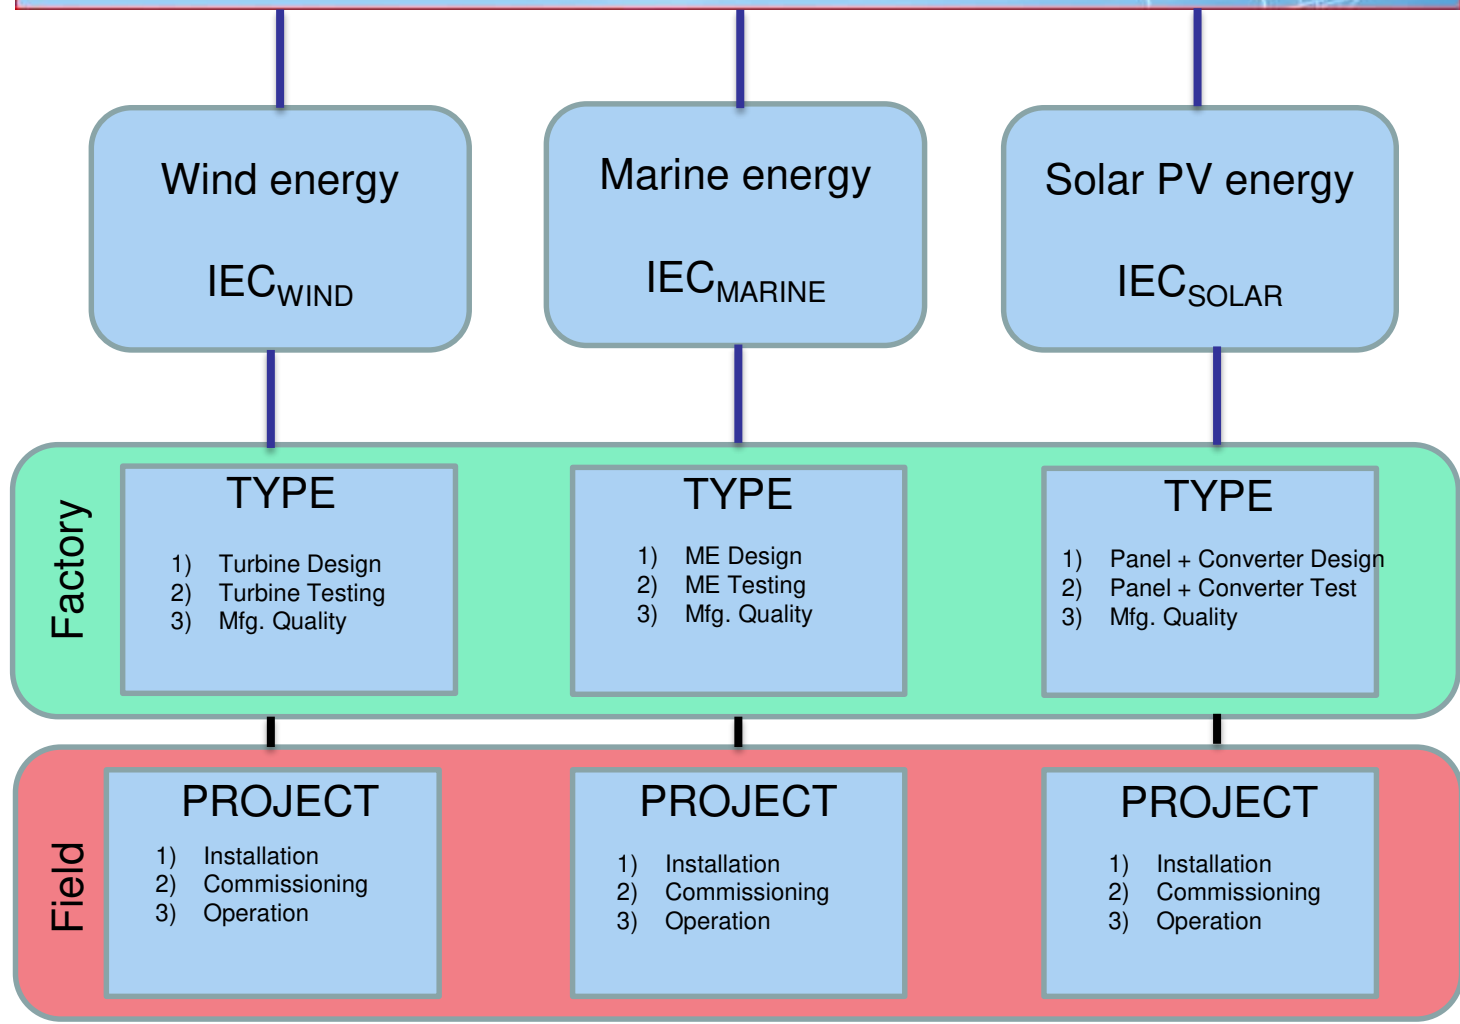 Wind energy
IEC_WIND
Marine energy
IEC_MARINE
Solar PV energy
IEC_SOLAR
Factory
TYPE
1) Turbine Design
2) Turbine Testing
3) Mfg. Quality
TYPE
1) ME Design
2) ME Testing
3) Mfg. Quality
TYPE
1) Panel + Converter Design
2) Panel + Converter Test
3) Mfg. Quality
Field
PROJECT
1) Installation
2) Commissioning
3) Operation
PROJECT
1) Installation
2) Commissioning
3) Operation
PROJECT
1) Installation
2) Commissioning
3) Operation